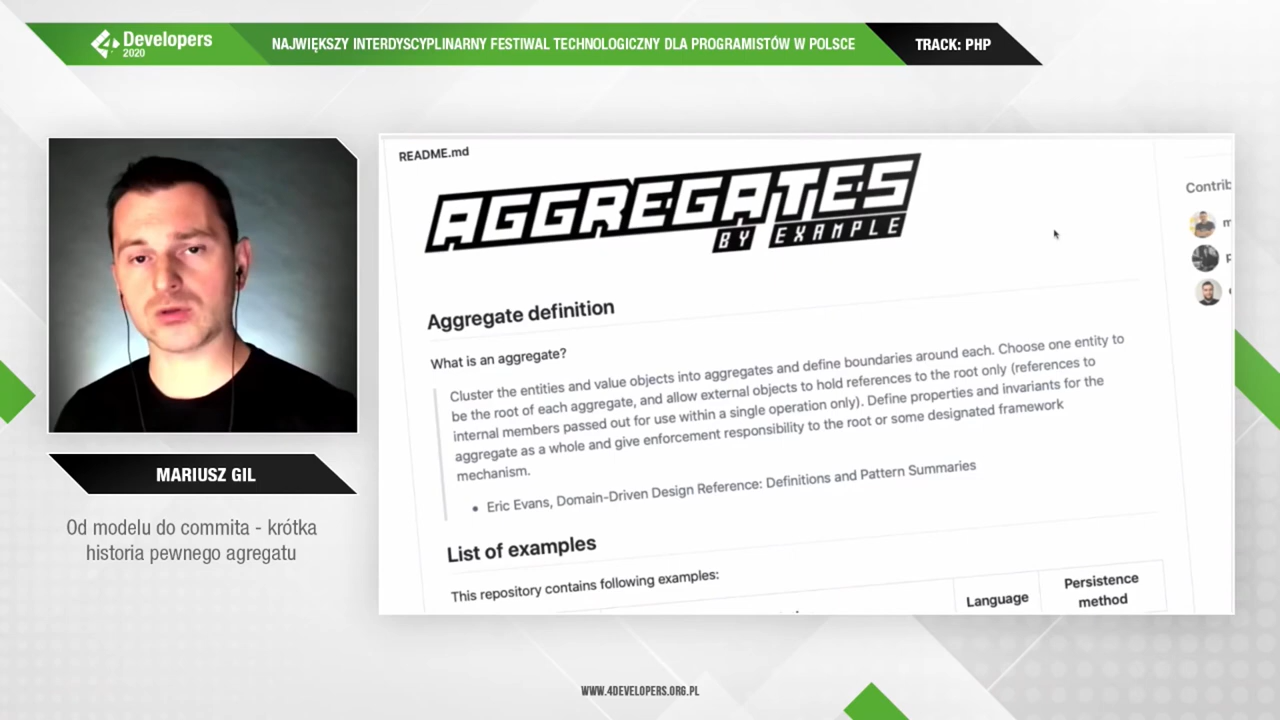 4Developers
2020
NAJWIĘKSZY INTERDYSCYPLINARNY FESTIWAL TECHNOLOGICZNY DLA PROGRAMISTÓW W POLSCE
TRACK: PHP
MARIUSZ GIL
Od modelu do commita - krótka
historia pewnego agregatu
README.md
AGGREGATES
BY EXAMPLE
Aggregate definition
What is an aggregate?
Cluster the entities and value objects into aggregates and define boundaries around each. Choose one entity to
be the root of each aggregate, and allow external objects to hold references to the root only (references to
internal members passed out for use within a single operation only). Define properties and invariants for the
aggregate as a whole and give enforcement responsibility to the root or some designated framework
mechanism.
• Eric Evans, Domain-Driven Design Reference: Definitions and Pattern Summaries
List of examples
This repository contains following examples:
Language
Persistence
method
Contrib
WWW.4DEVELOPERS.ORG.PL